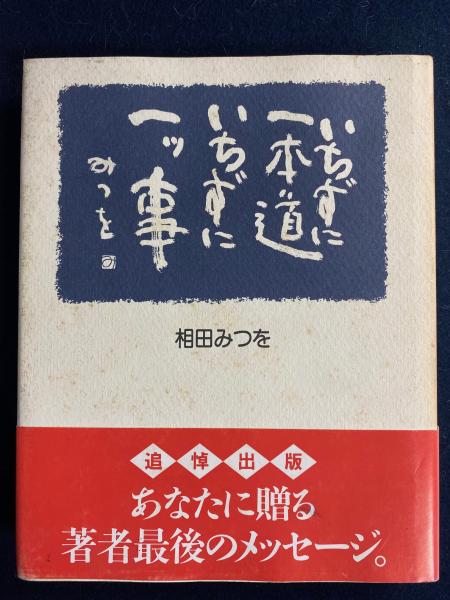 いちずに
一本道
いちずに
一ッ事
みつを
相田みつを
追悼出版
あなたに贈る
著者最後のメッセージ。